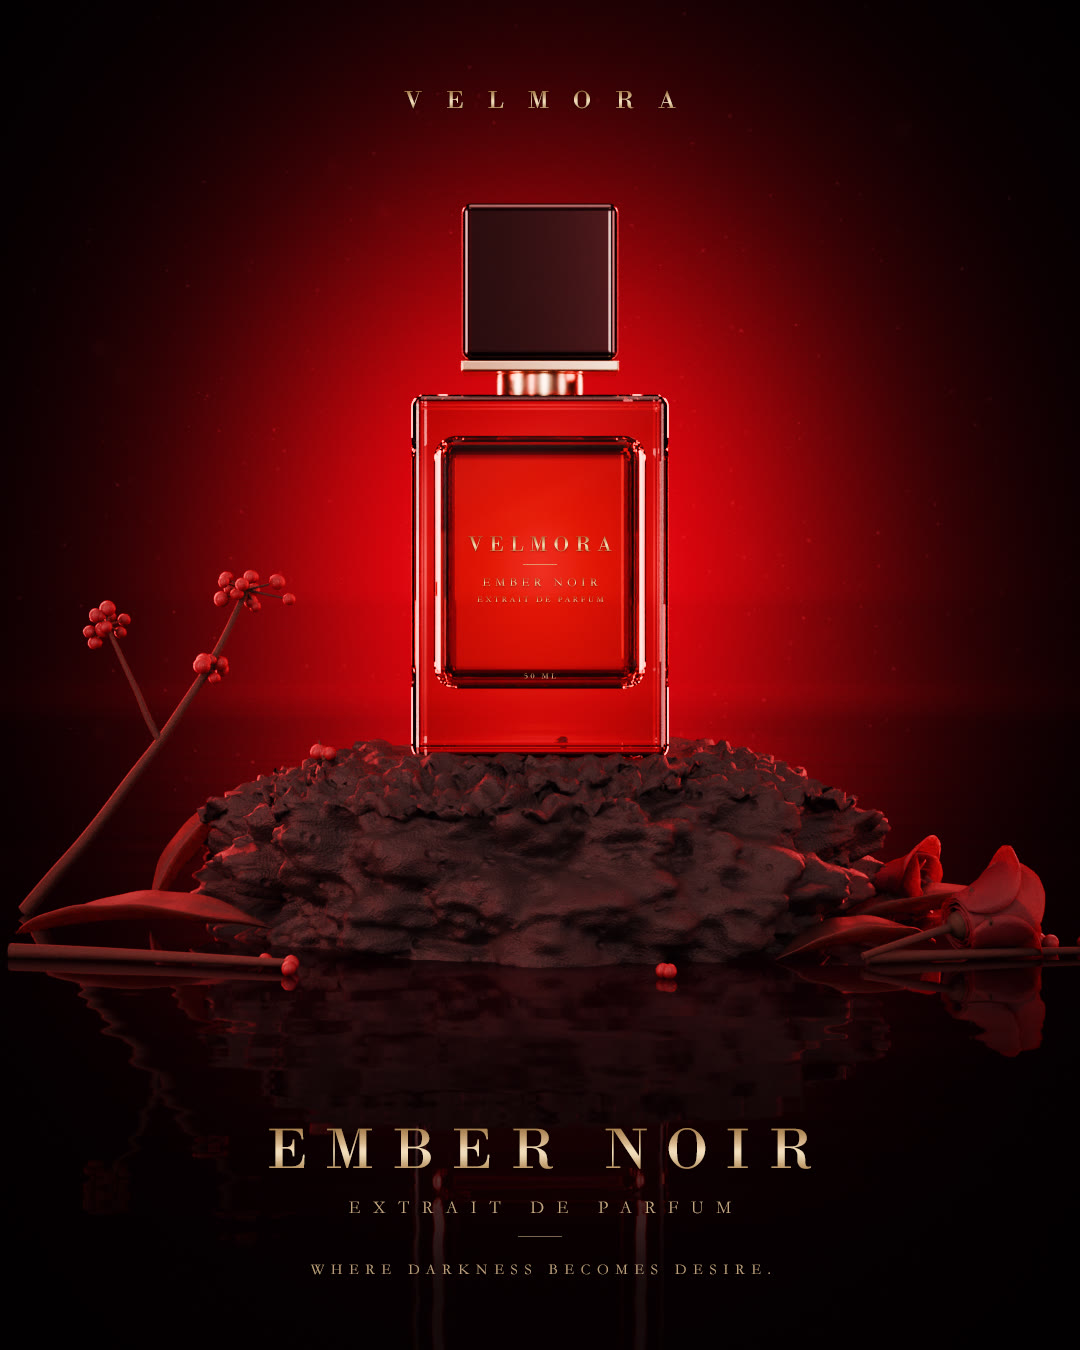 VELMORA
VELMORA
EMBER NOIR
EXTRAIT DE PARFUM
50 ML
EMBER NOIR
EXTRAIT DE PARFUM
WHERE DARKNESS BECOMES DESIRE.